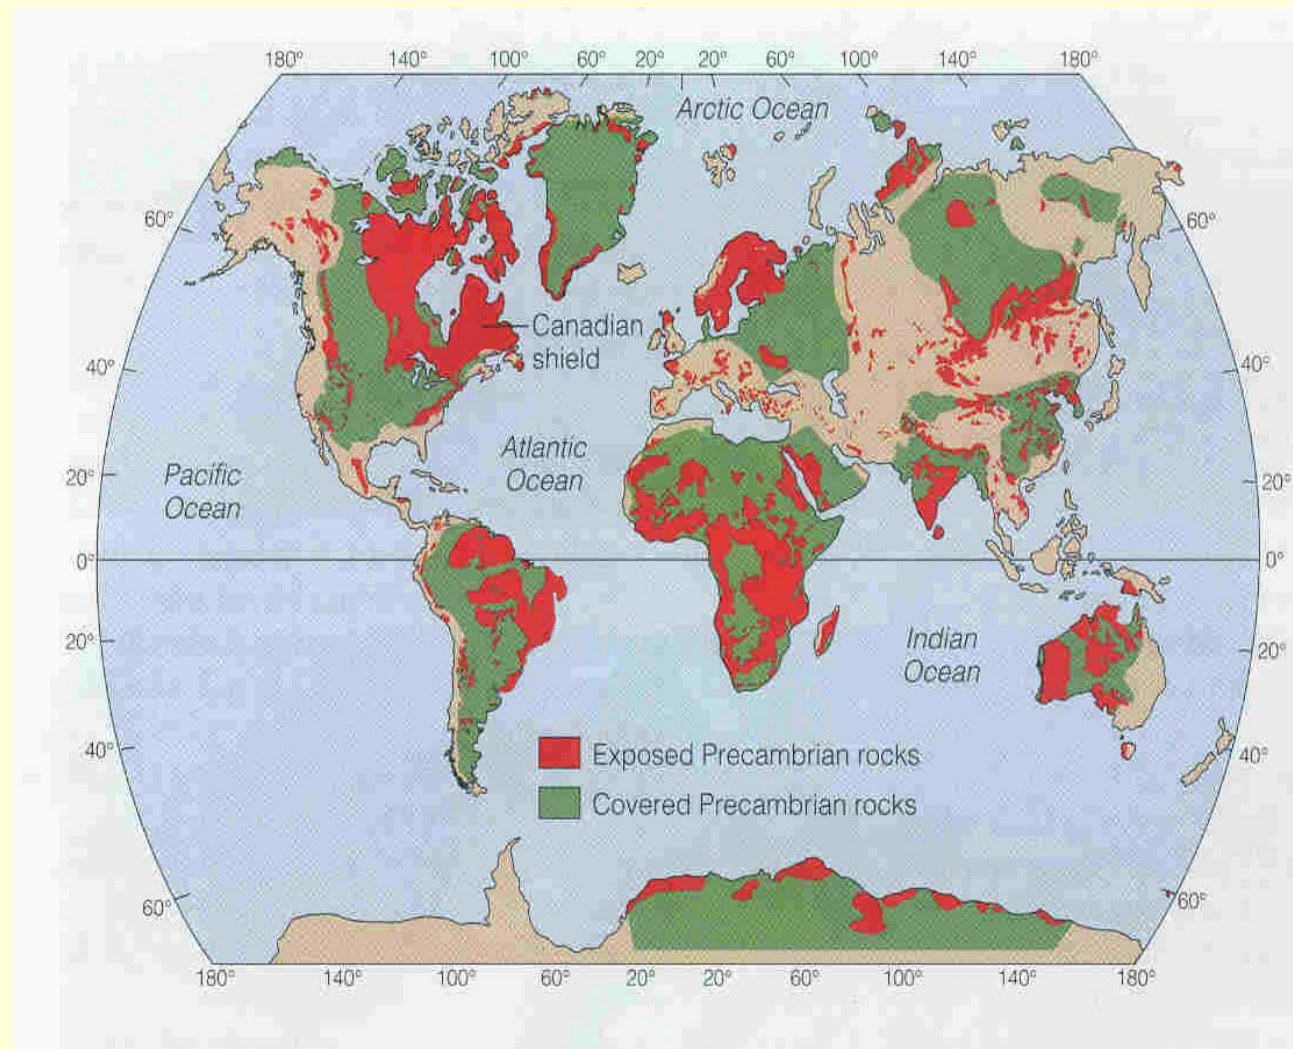 180° 140° 100° 60° 20° 20° 60° 100° 140° 180°
Arctic Ocean
60° 60°
Canadian
shield
40° 40°
Atlantic
Ocean
Pacific
Ocean
20° 20°
0° 0°
Indian
Ocean
20° 20°
Exposed Precambrian rocks
40° 40°
Covered Precambrian rocks
60° 60°
180° 140° 100° 60° 20° 20° 60° 100° 140° 180°